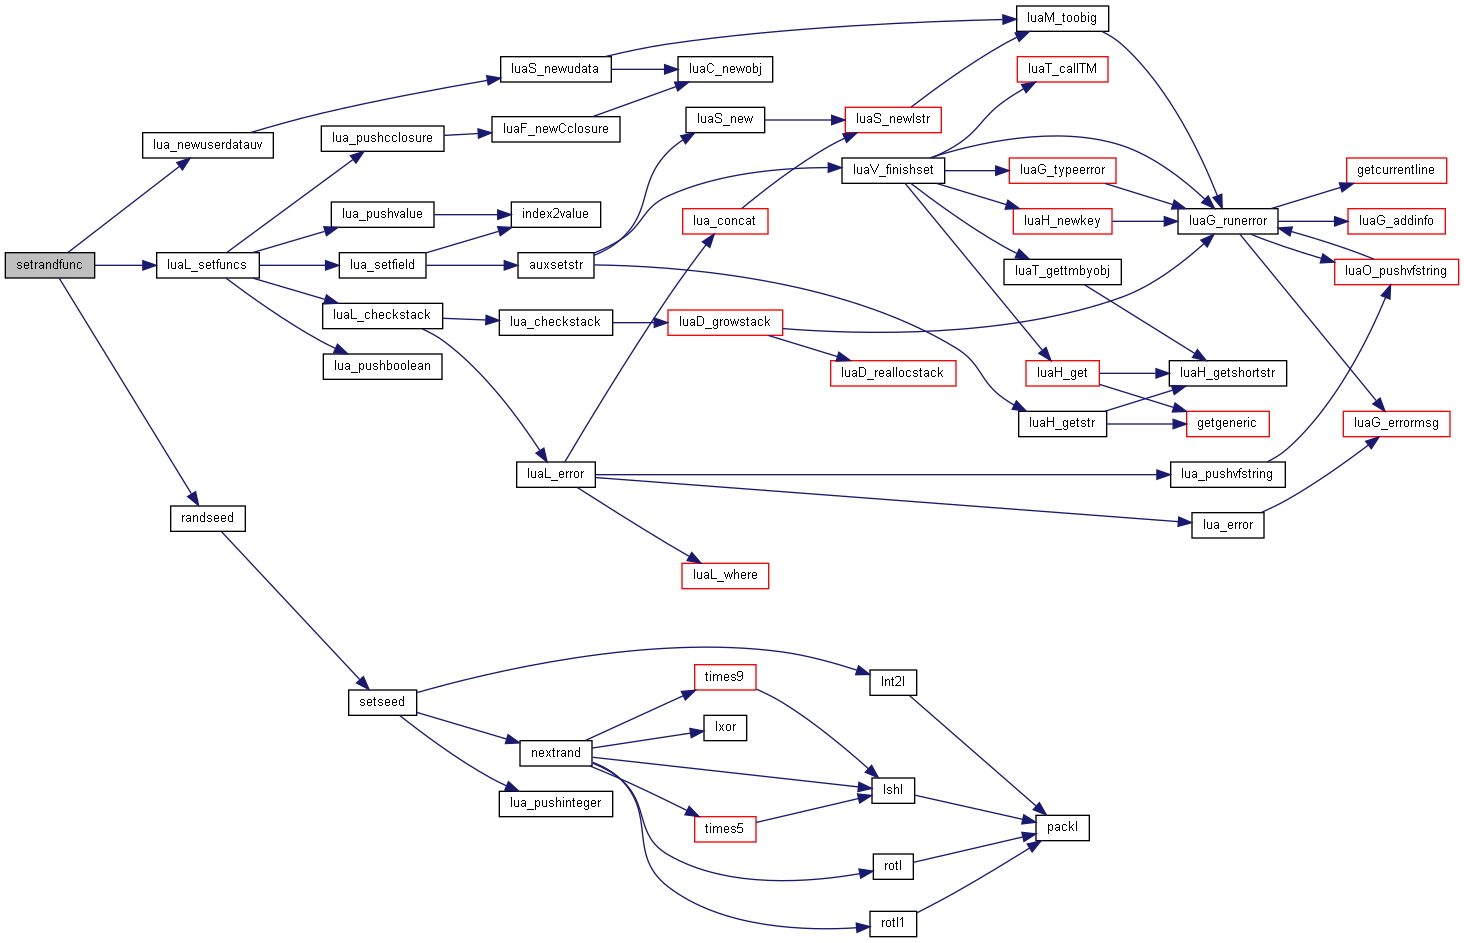 luaM_toobig
luaS_newudata
luaC_newobj
luaT_callTM
lua_newuserdatauv
lua_pushcclosure
luaF_newCclosure
luaS_new
luaS_newlstr
luaV_finishset
luaG_typeerror
getcurrentline
lua_pushvalue
index2value
lua_concat
luaH_newkey
luaG_runerror
luaG_addinfo
setrandfunc
luaL_setfuncs
lua_setfield
auxsetstr
luaT_gettmbyobj
luaO_pushvfstring
luaL_checkstack
lua_checkstack
luaD_growstack
lua_pushboolean
luaD_reallocstack
luaH_get
luaH_getshortstr
luaH_getstr
getgeneric
luaG_errormsg
luaL_error
lua_pushvfstring
randseed
lua_error
luaL_where
times9
Int2I
setseed
Ixor
nextrand
Ishl
lua_pushinteger
times5
packI
rotl
rotl1